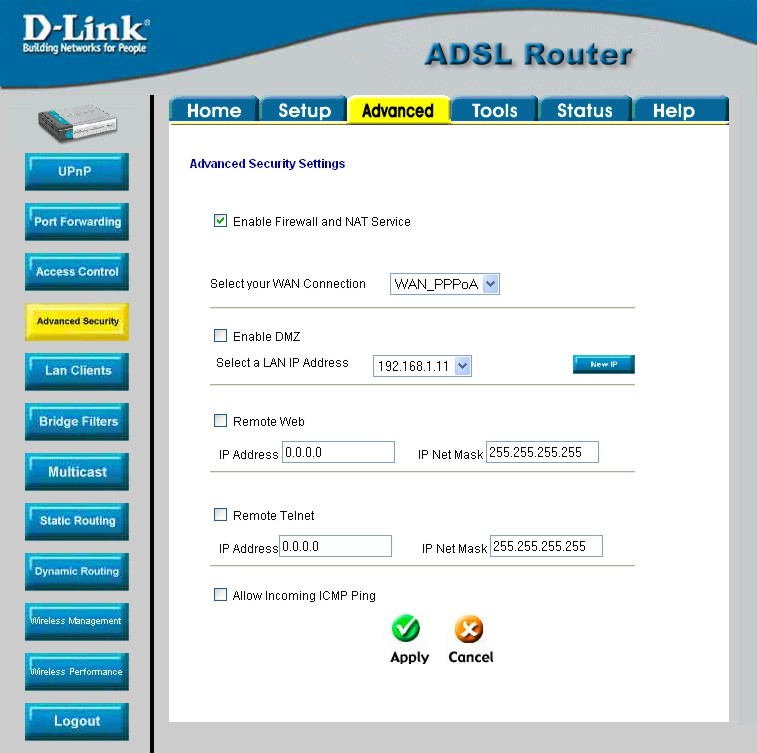 D-Link®
Building Networks for People
ADSL Router
Home Setup Advanced Tools Status Help
UPnP
Port Forwarding
Access Control
Advanced Security
Lan Clients
Bridge Filters
Multicast
Static Routing
Dynamic Routing
Wireless Management
Wireless Performance
Logout
Advanced Security Settings
Enable Firewall and NAT Service
Select your WAN Connection WAN_PPPoA
Enable DMZ
Select a LAN IP Address 192.168.1.11 New IP
Remote Web
IP Address 0.0.0.0 IP Net Mask 255.255.255.255
Remote Telnet
IP Address 0.0.0.0 IP Net Mask 255.255.255.255
Allow Incoming ICMP Ping
Apply Cancel